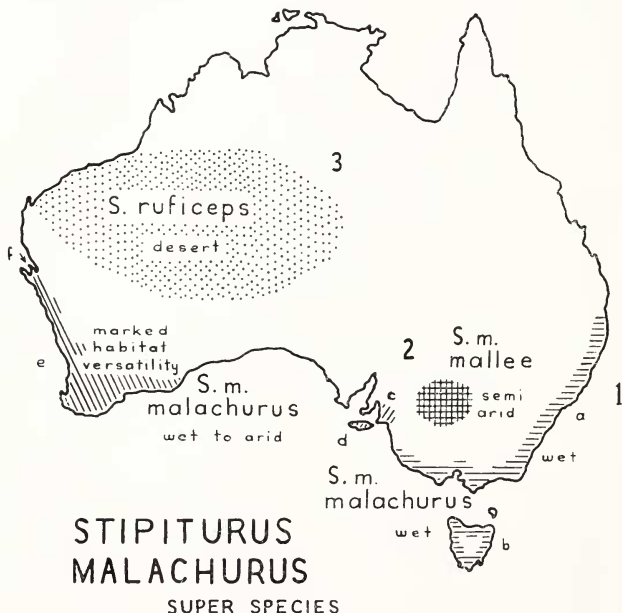 3
S. ruficeps
desert
f
marked
habitat
versatility
e
S. m.
malachurus
wet to arid
2
S. m.
mallee
semi
arid
1
a
wet
c
d
S. m.
malachurus
wet
b
STIPITURUS
MALACHURUS
SUPER SPECIES